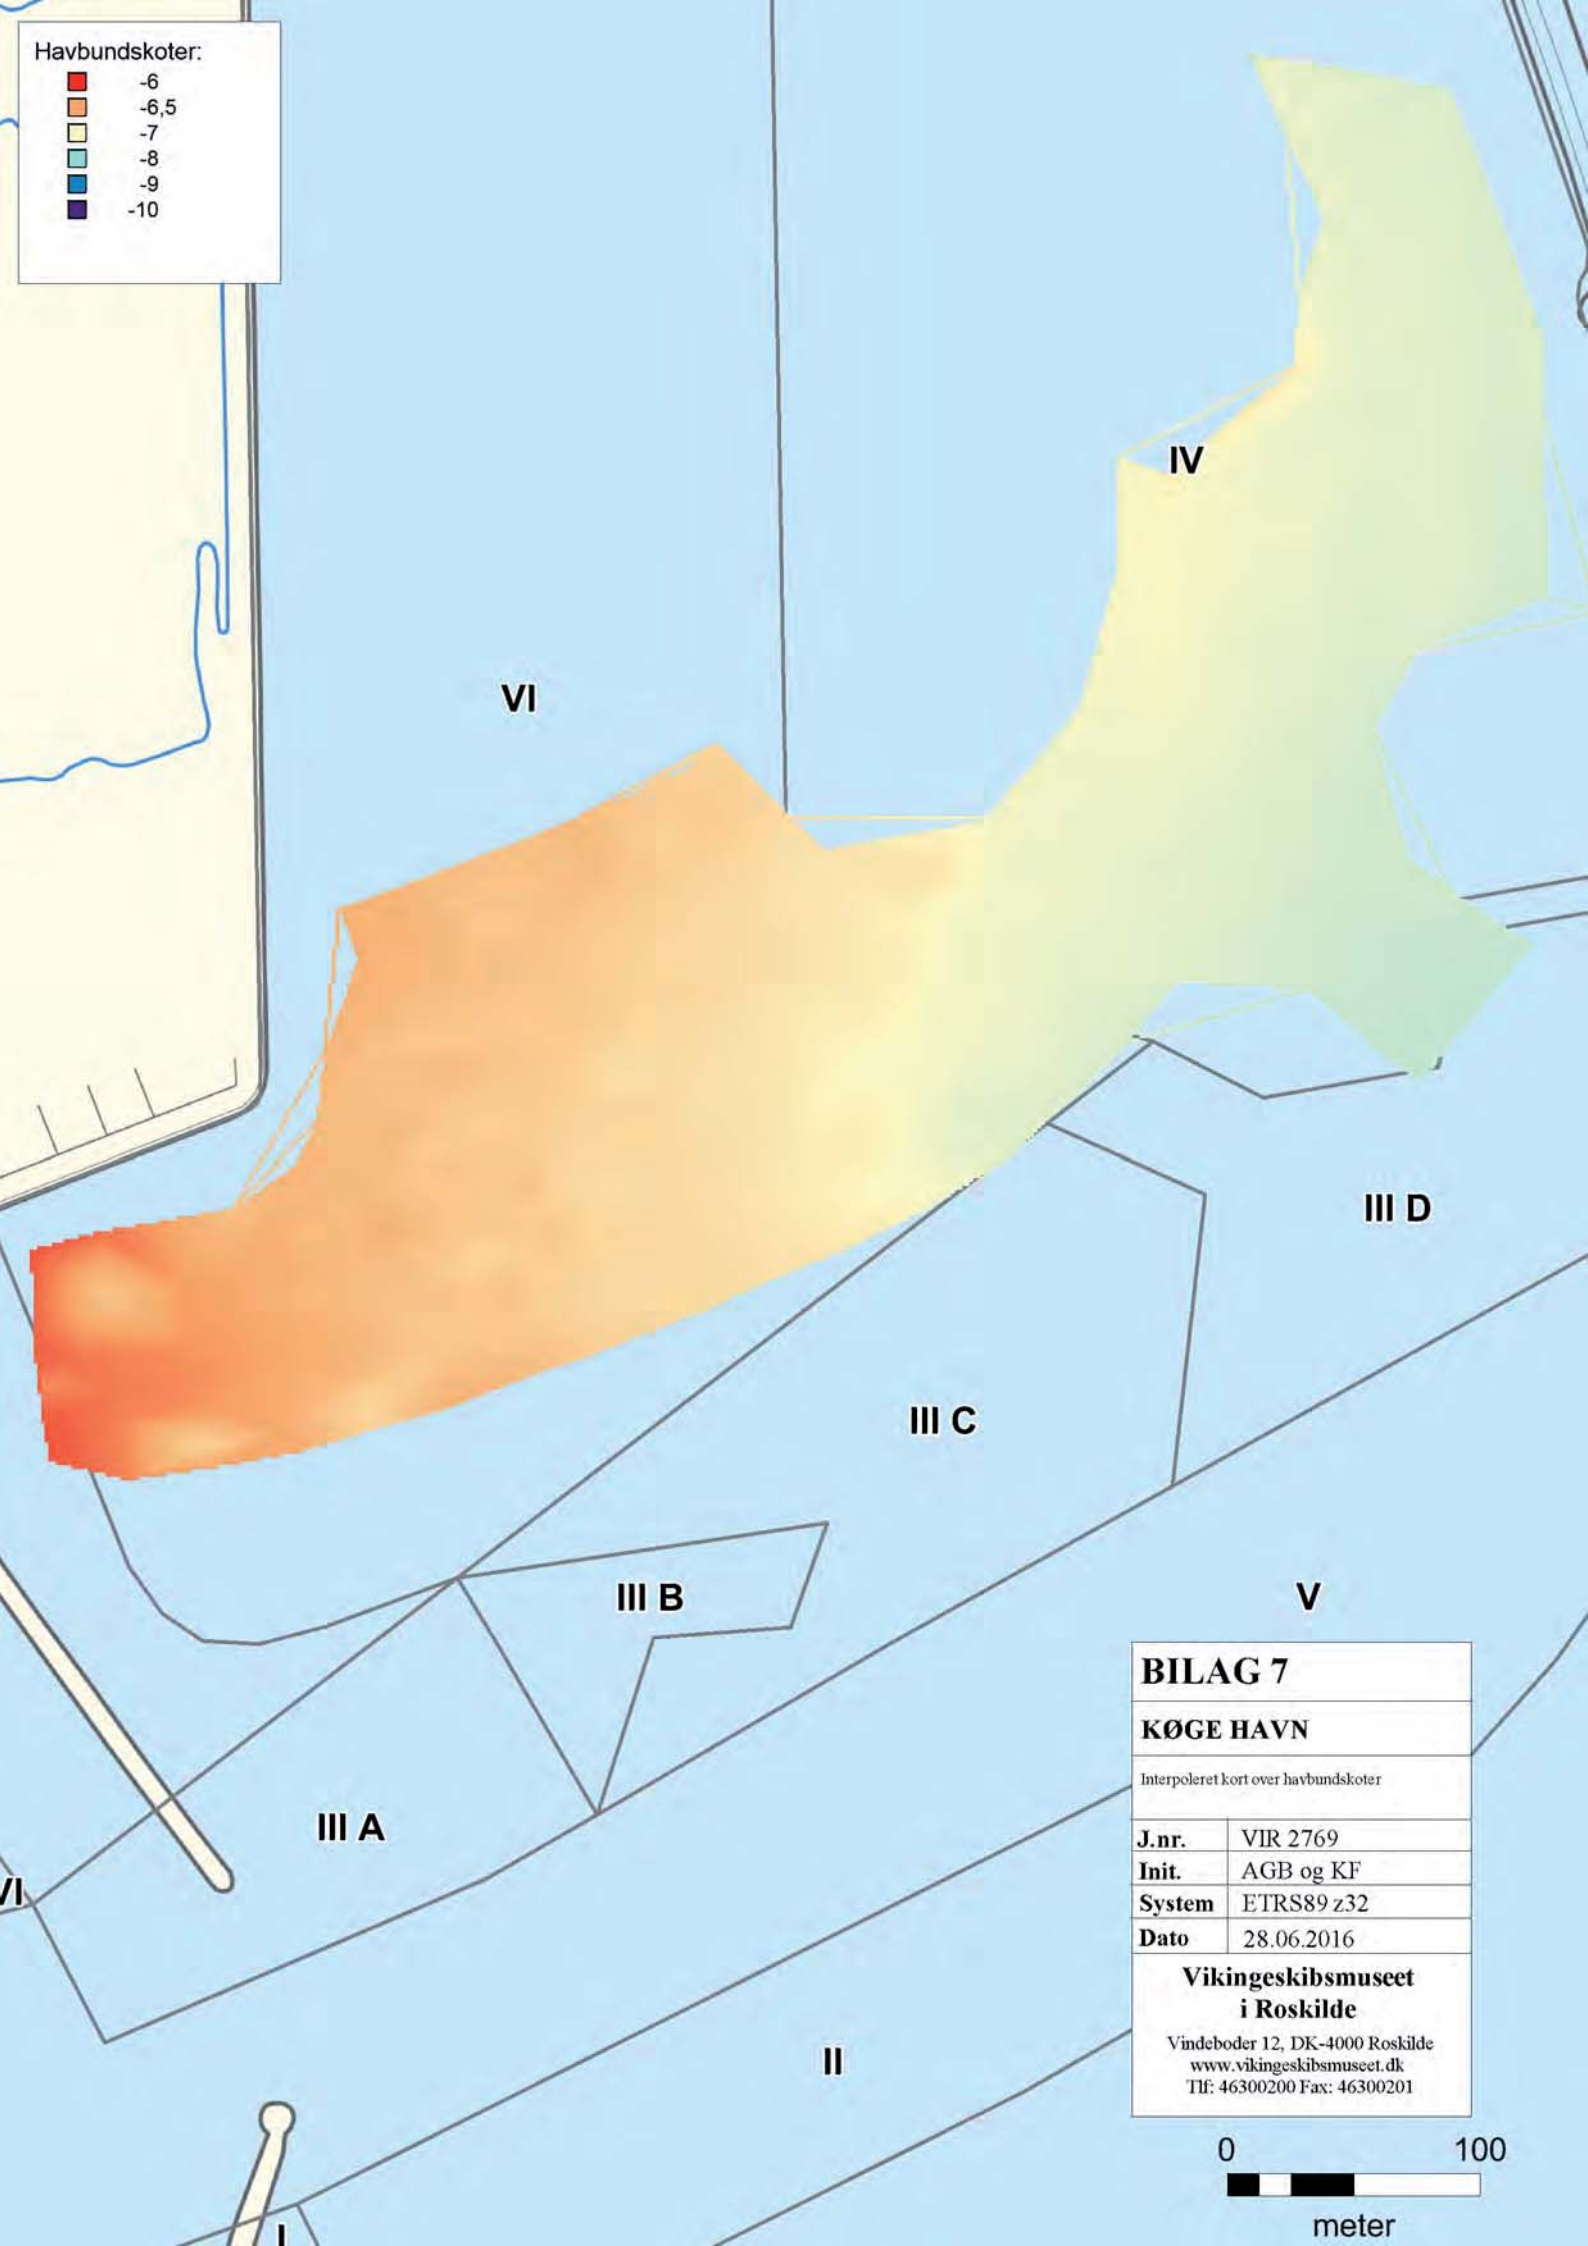 Havbundskoter:
-6
-6,5
-7
-8
-9
-10
IV
VI
III D
III C
III B
V
III A
VI
II
I
BILAG 7
KØGE HAVN
Interpoleret kort over havbundskoter
J.nr. VIR 2769
Init. AGB og KF
System ETRS89 z32
Dato 28.06.2016
Vikingeskibsmuseet
i Roskilde
Vindeboder 12, DK-4000 Roskilde
www.vikingeskibsmuseet.dk
Tlf: 46300200 Fax: 46300201
0 100
meter